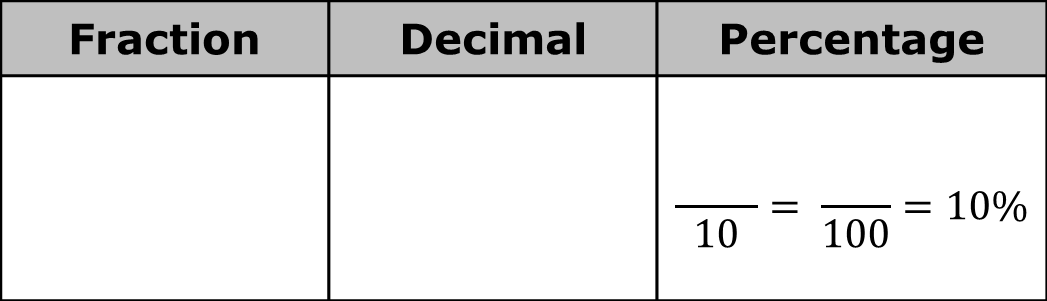 Fraction Decimal Percentage
—/10 = —/100 = 10%